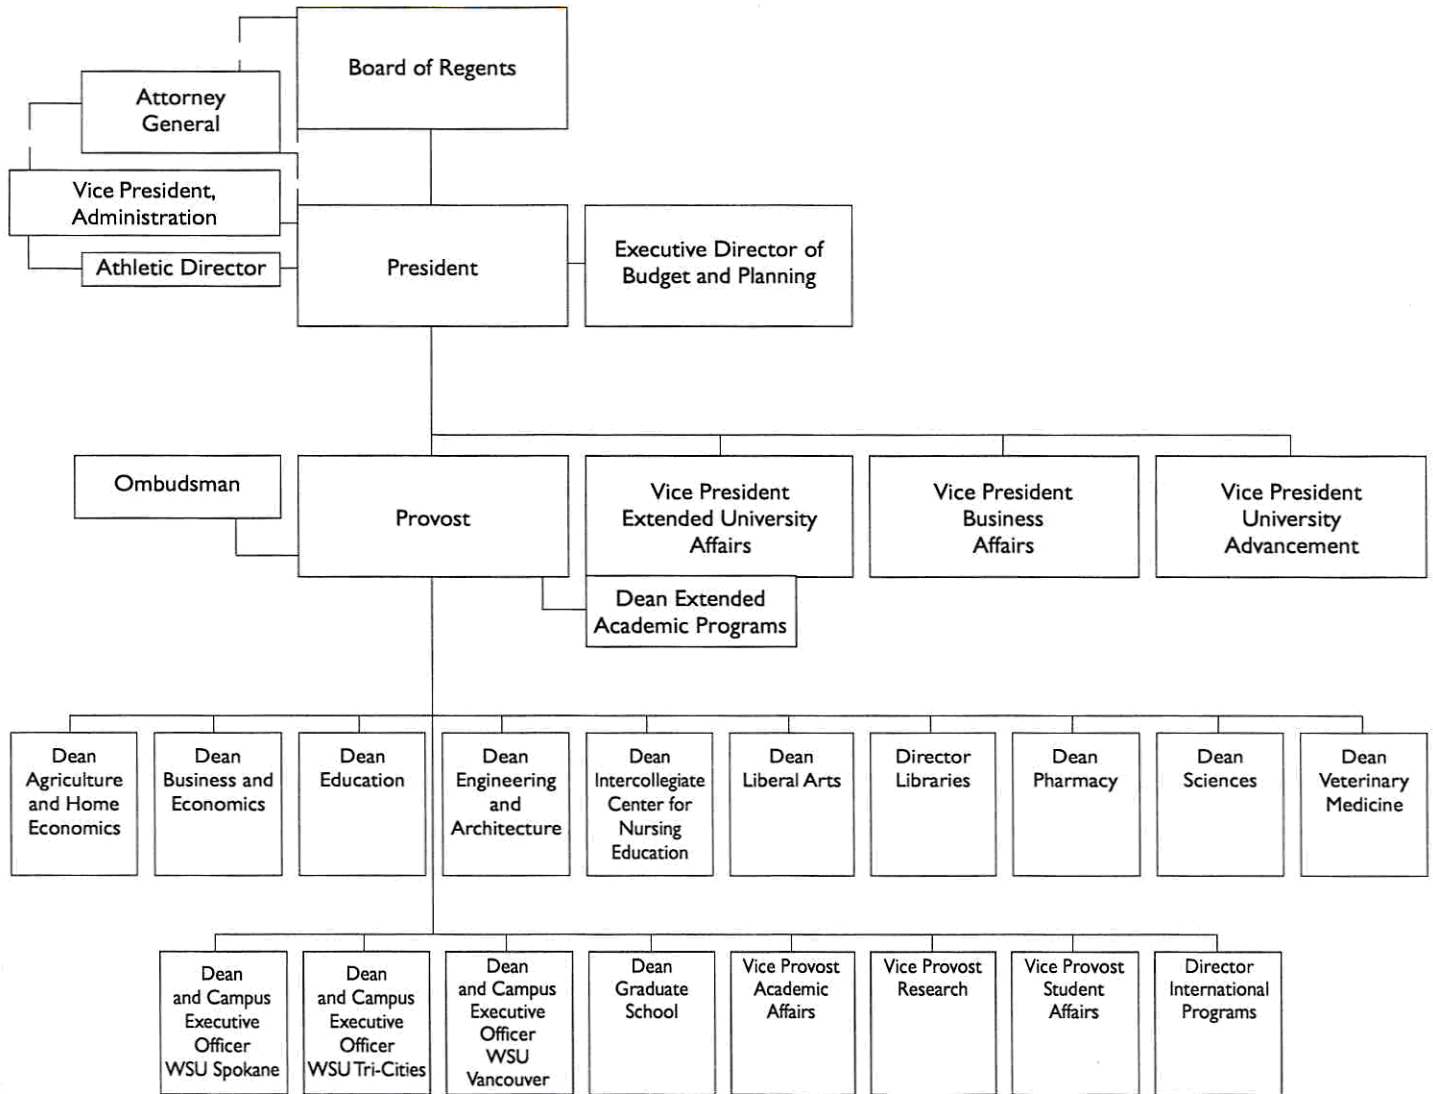 Board of Regents
Attorney
General
Vice President,
Administration
Athletic Director
President
Executive Director of
Budget and Planning
Ombudsman
Provost
Vice President
Extended University
Affairs
Vice President
Business
Affairs
Vice President
University
Advancement
Dean Extended
Academic Programs
Dean
Agriculture
and Home
Economics
Dean
Business and
Economics
Dean
Education
Dean
Engineering
and
Architecture
Dean
Intercollegiate
Center for
Nursing
Education
Dean
Liberal Arts
Director
Libraries
Dean
Pharmacy
Dean
Sciences
Dean
Veterinary
Medicine
Dean
and Campus
Executive
Officer
WSU Spokane
Dean
and Campus
Executive
Officer
WSU Tri-Cities
Dean
and Campus
Executive
Officer
WSU
Vancouver
Dean
Graduate
School
Vice Provost
Academic
Affairs
Vice Provost
Research
Vice Provost
Student
Affairs
Director
International
Programs